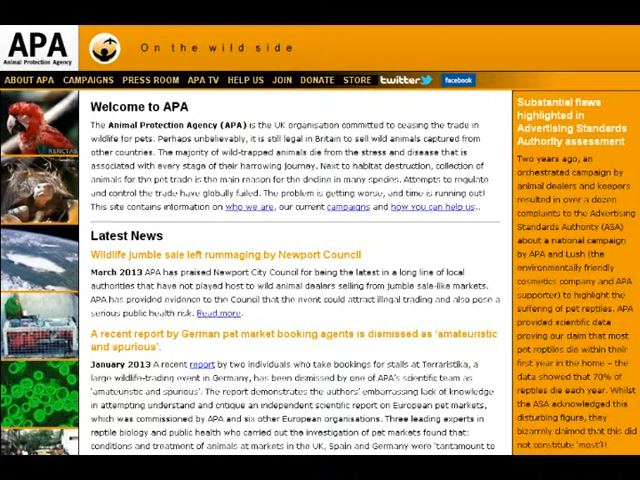 APA
Animal Protection Agency
On the wild side
ABOUT APA CAMPAIGNS PRESS ROOM APA TV HELP US JOIN DONATE STORE twitter facebook
Welcome to APA
The Animal Protection Agency (APA) is the UK organisation committed to ceasing the trade in
wildlife for pets. Perhaps unbelievably, it is still legal in Britain to sell wild animals captured from
other countries. The majority of wild-trapped animals die from the stress and disease that is
associated with every stage of their harrowing journey. Next to habitat destruction, collection of
animals for the pet trade is the main reason for the decline in many species. Attempts to regulate
and control the trade have globally failed. The problem is getting worse, and time is running out!
This site contains information on who we are, our current campaigns and how you can help us..
Latest News
Wildlife jumble sale left rummaging by Newport Council
March 2013 APA has praised Newport City Council for being the latest in a long line of local
authorities that have not played host to wild animal dealers selling from jumble sale-like markets.
APA has provided evidence to the Council that the event could attract illegal trading and also pose a
serious public health risk. Read more.
A recent report by German pet market booking agents is dismissed as ‘amateuristic
and spurious’.
January 2013 A recent report by two individuals who take bookings for stalls at Terraristika, a
large wildlife-trading event in Germany, has been dismissed by one of APA's scientific team as
‘amateuristic and spurious’. The report demonstrates the authors' embarrassing lack of knowledge
in attempting to understand and critique an independent scientific report on European pet markets,
which was commissioned by APA and six other European organisations. Three leading experts in
reptile biology and public health who carried out the investigation of pet markets found that:
conditions and treatment of animals at markets in the UK, Spain and Germany were ‘tantamount to
Substantial flaws
highlighted in
Advertising Standards
Authority assessment
Two years ago, an
orchestrated campaign by
animal dealers and keepers
resulted in over a dozen
complaints to the Advertising
Standards Authority (ASA)
about a national campaign
by APA and Lush (the
environmentally friendly
cosmetics company and APA
supporter) to highlight the
suffering of pet reptiles. APA
provided scientific data
proving our claim that most
pet reptiles die within their
first year in the home – the
data showed that 70% of
reptiles die each year. Whilst
the ASA acknowledged this
disturbing figure, they
bizarrely claimed that this did
not constitute ‘most’!!